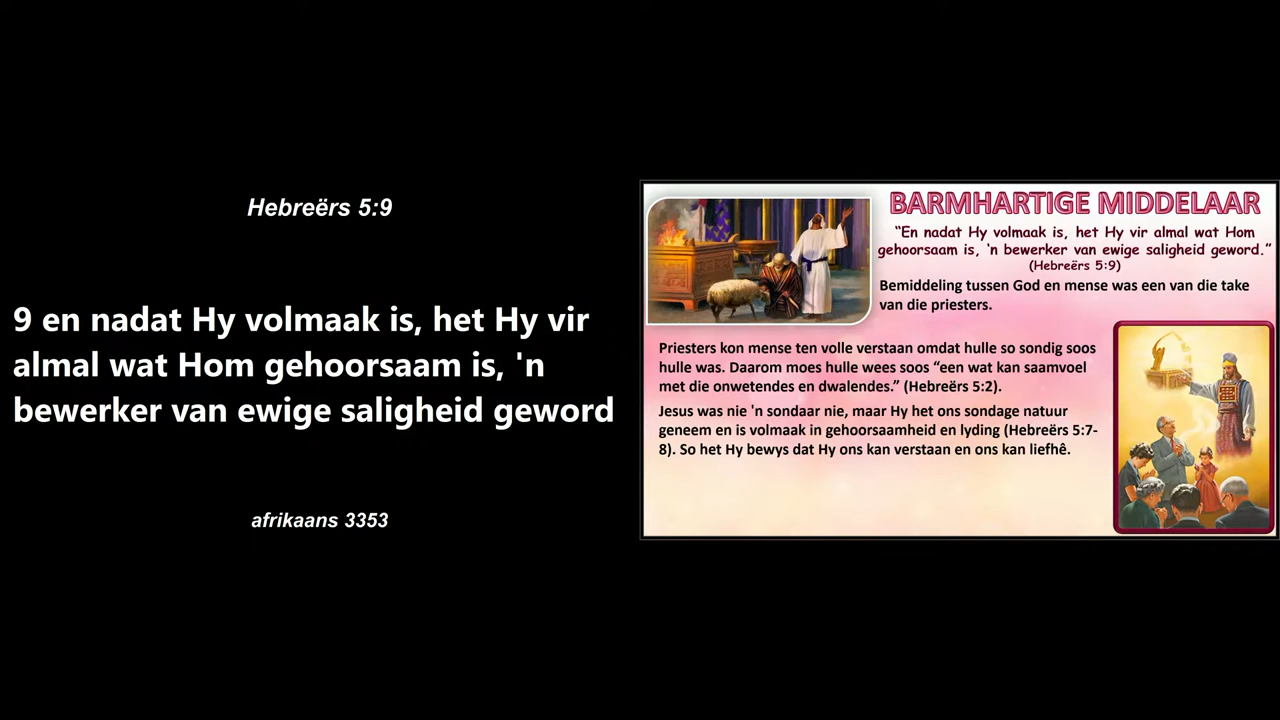 Hebreërs 5:9
9 en nadat Hy volmaak is, het Hy vir
almal wat Hom gehoorsaam is, 'n
bewerker van ewige saligheid geword
afrikaans 3353
BARMHARTIGE MIDDELAAR
“En nadat Hy volmaak is, het Hy vir almal wat Hom
gehoorsaam is, ‘n bewerker van ewige saligheid geword.”
(Hebreërs 5:9)
Bemiddeling tussen God en mense was een van die take
van die priesters.
Priesters kon mense ten volle verstaan omdat hulle so sondig soos
hulle was. Daarom moes hulle wees soos “een wat kan saamvoel
met die onwetendes en dwalendes.” (Hebreërs 5:2).
Jesus was nie 'n sondaar nie, maar Hy het ons sondage natuur
geneem en is volmaak in gehoorsaamheid en lyding (Hebreërs 5:7-
8). So het Hy bewys dat Hy ons kan verstaan en ons kan liefhê.